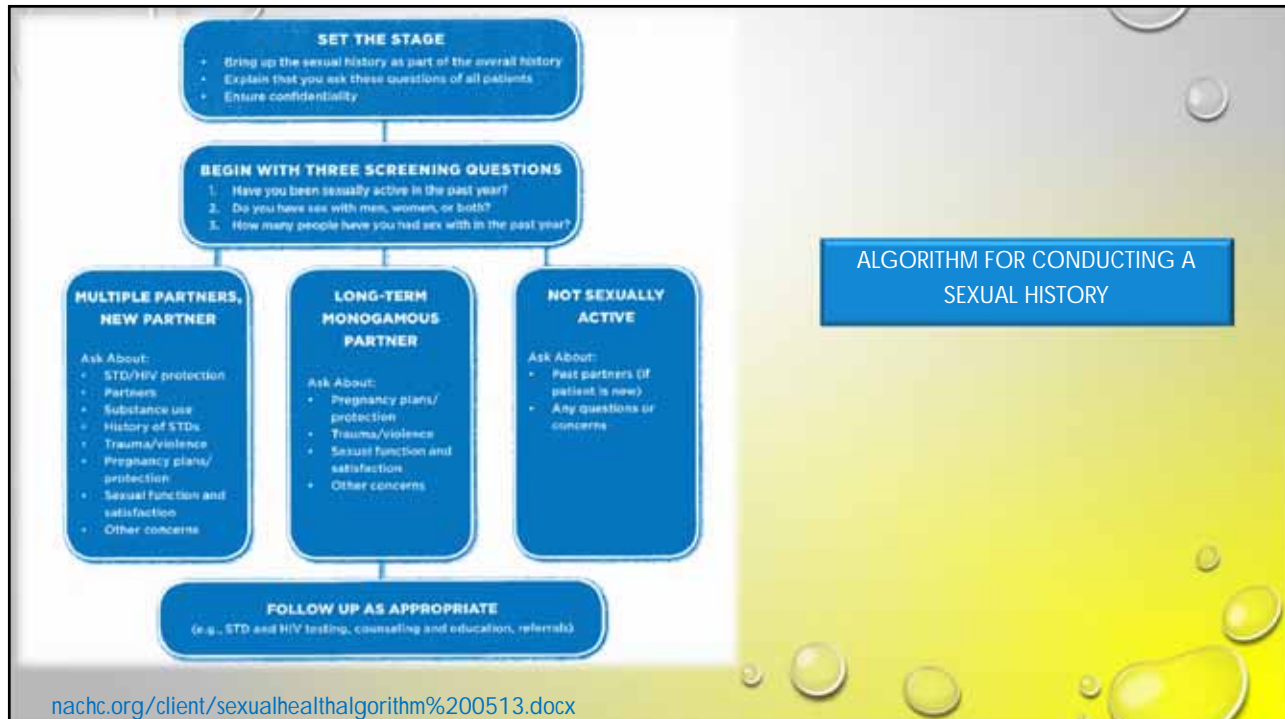 SET THE STAGE
• Bring up the sexual history as part of the overall history
• Explain that you ask these questions of all patients
• Ensure confidentiality
BEGIN WITH THREE SCREENING QUESTIONS
1. Have you been sexually active in the past year?
2. Do you have sex with men, women, or both?
3. How many people have you had sex with in the past year?
MULTIPLE PARTNERS,
NEW PARTNER
Ask About:
• STD/HIV protection
• Partners
• Substance use
• History of STDs
• Trauma/violence
• Pregnancy plans/
protection
• Sexual function and
satisfaction
• Other concerns
LONG-TERM
MONOGAMOUS
PARTNER
Ask About:
• Pregnancy plans/
protection
• Trauma/violence
• Sexual function and
satisfaction
• Other concerns
NOT SEXUALLY
ACTIVE
Ask About:
• Past partners (if
patient is new)
• Any questions or
concerns
FOLLOW UP AS APPROPRIATE
(e.g., STD and HIV testing, counseling and education, referrals)
ALGORITHM FOR CONDUCTING A
SEXUAL HISTORY
nachc.org/client/sexualhealthalgorithm%200513.docx